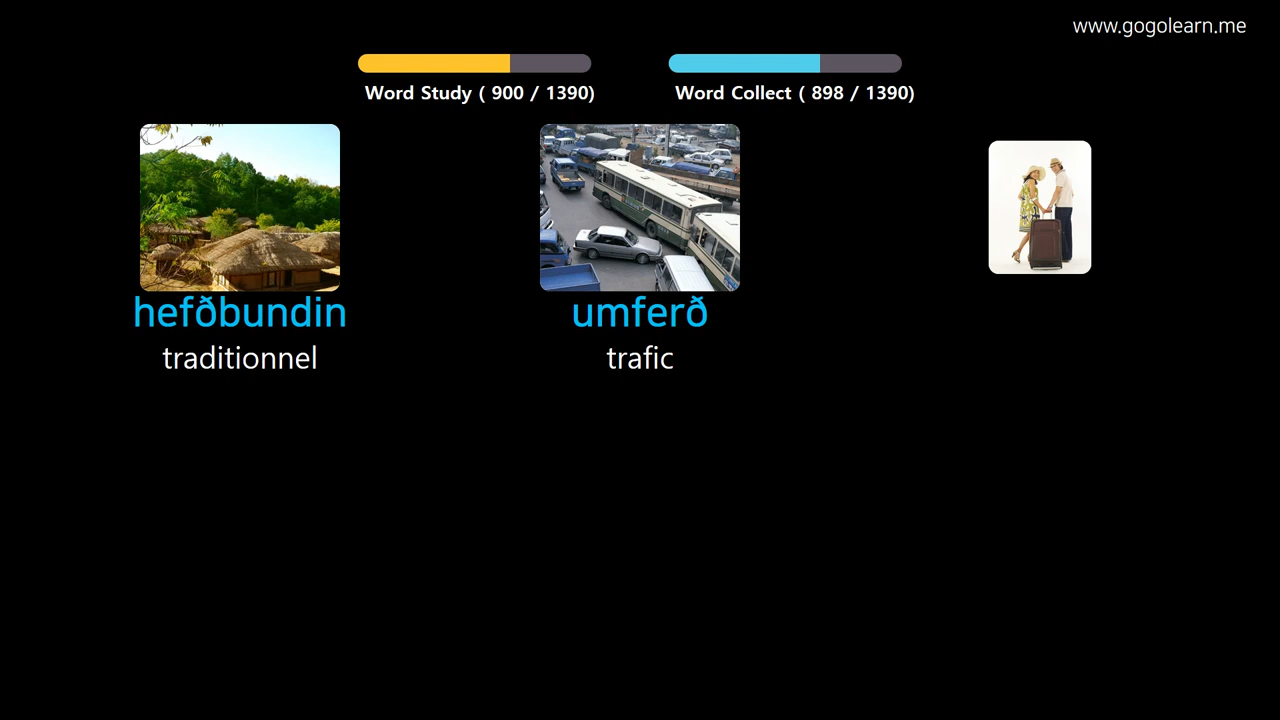 www.gogolearn.me
Word Study ( 900 / 1390)
Word Collect ( 898 / 1390)
hefðbundin
traditionnel
umferð
trafic